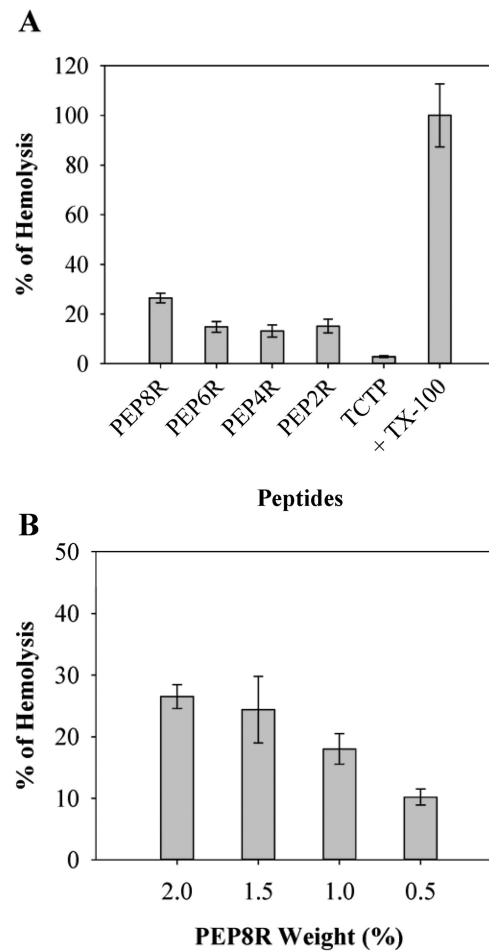 A
120
100
80
60
40
20
0
% of Hemolysis
PEP8R
PEP6R
PEP4R
PEP2R
TCTP
+ TX-100
Peptides
B
50
40
30
20
10
0
% of Hemolysis
2.0 1.5 1.0 0.5
PEP8R Weight (%)